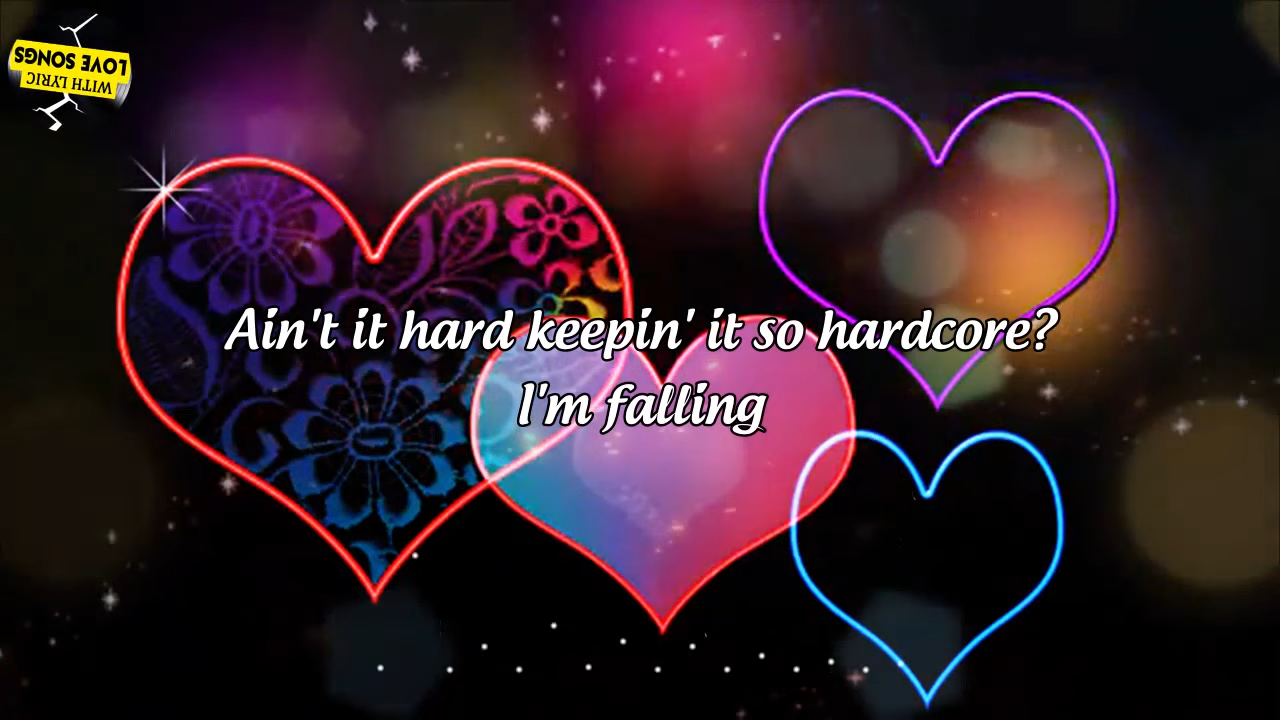 LOVE SONGS
WITH LYRIC
Ain't it hard keepin' it so hardcore?
I'm falling